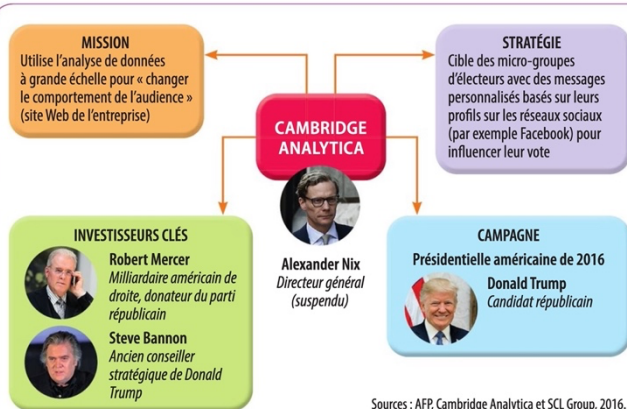 MISSION
Utilise l'analyse de données
à grande échelle pour « changer
le comportement de l'audience »
(site Web de l'entreprise)
STRATÉGIE
Cible des micro-groupes
d'électeurs avec des messages
personnalisés basés sur leurs
profils sur les réseaux sociaux
(par exemple Facebook) pour
influencer leur vote
CAMBRIDGE
ANALYTICA
Alexander Nix
Directeur général
(suspendu)
INVESTISSEURS CLÉS
Robert Mercer
Milliardaire américain de
droite, donateur du parti
républicain
Steve Bannon
Ancien conseiller
stratégique de Donald
Trump
CAMPAGNE
Présidentielle américaine de 2016
Donald Trump
Candidat républicain
Sources : AFP, Cambridge Analytica et SCL Group, 2016.